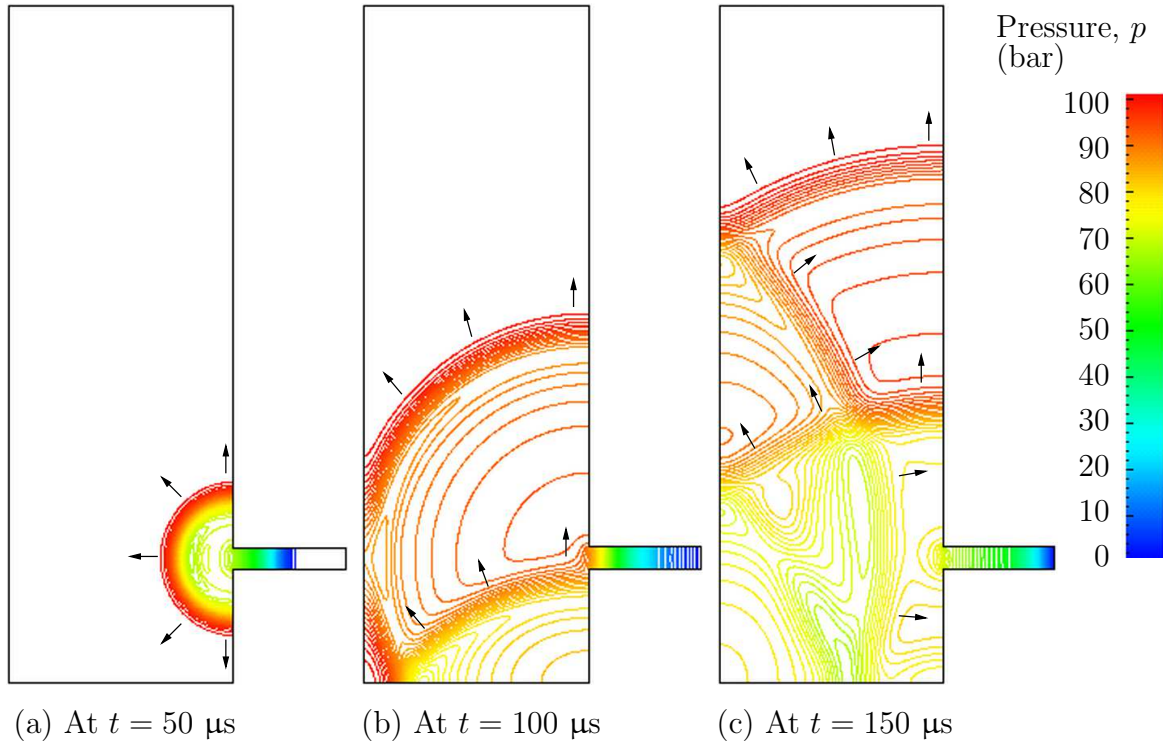 Pressure, p
(bar)
100
90
80
70
60
50
40
30
20
10
0
(a) At t = 50 μs
(b) At t = 100 μs
(c) At t = 150 μs